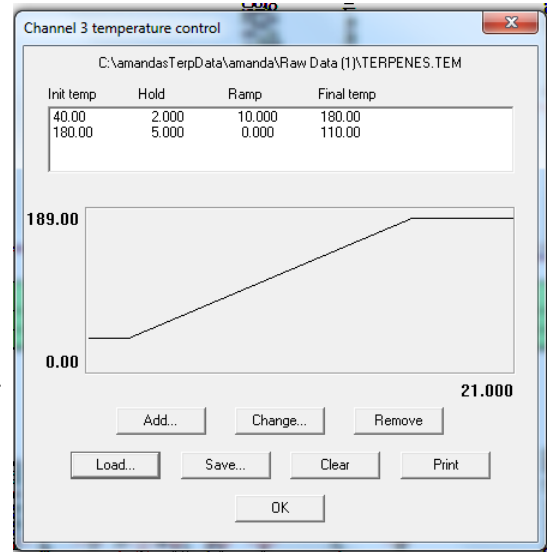 Channel 3 temperature control
C:\amandasTerpData\amanda\Raw Data (1)\TERPENES.TEM
Init temp Hold Ramp Final temp
40.00 2.000 10.000 180.00
180.00 5.000 0.000 110.00
189.00
0.00
21.000
Add... Change... Remove
Load... Save... Clear Print
OK